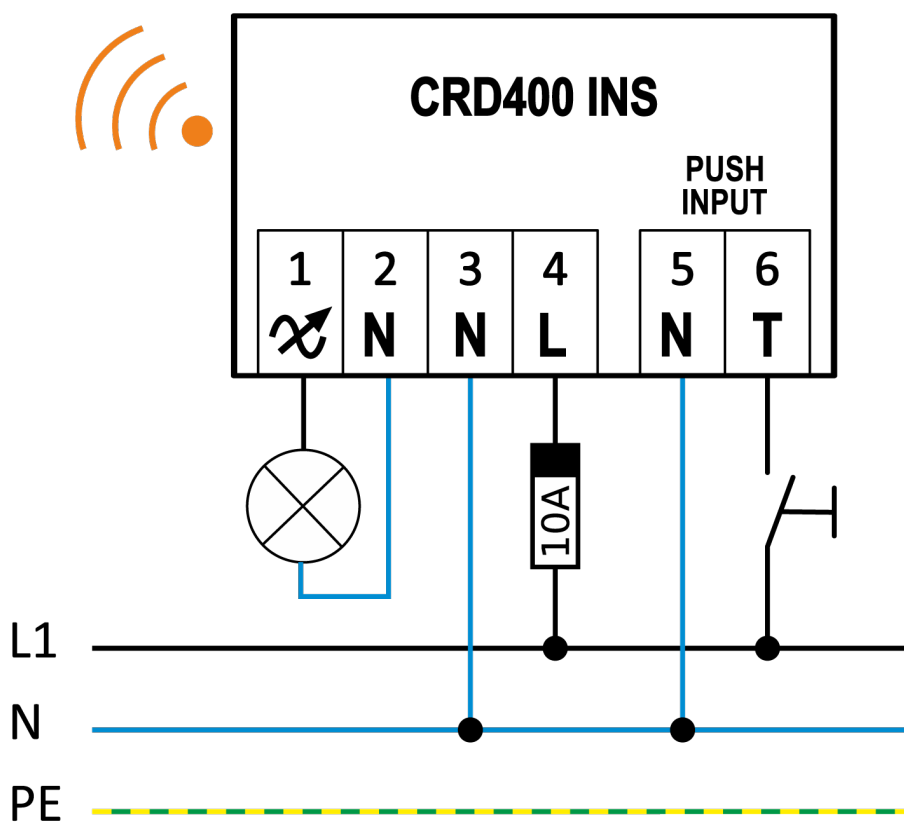 CRD400 INS
PUSH
INPUT
1 2 3 4 5 6
N N L N T
10A
L1
N
PE